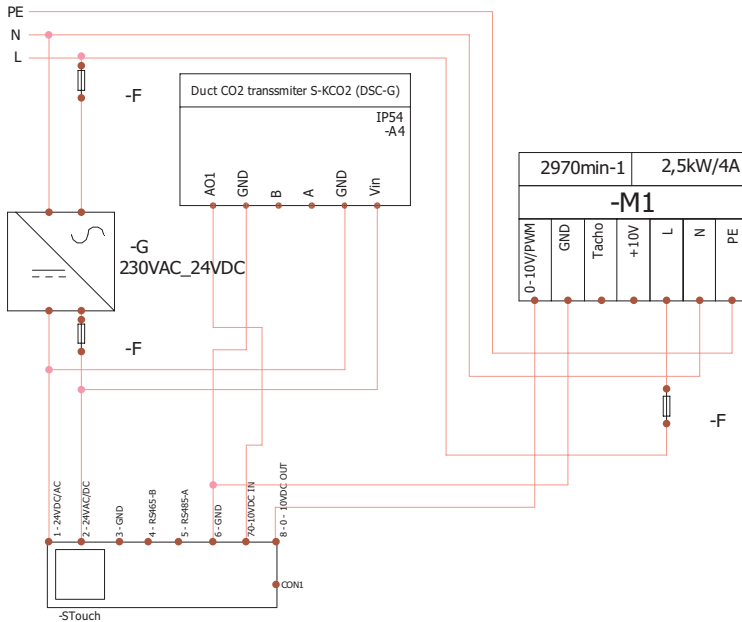 PE
N
L
-F
Duct CO2 transsmiter S-KCO2 (DSC-G)
IP54
-A4
AO1
GND
B
A
GND
Vin
2970min-1
2,5kW/4A
-M1
0-10V/PWM
GND
Tacho
+10V
L
N
PE
-G
230VAC_24VDC
-F
-F
1 - 24VDC/AC
2 - 24VAC/DC
3 - GND
4 - RS465-B
5 - RS485-A
6 - GND
7-0-10VDC IN
8 - 0 - 10VDC OUT
CON1
-STouch